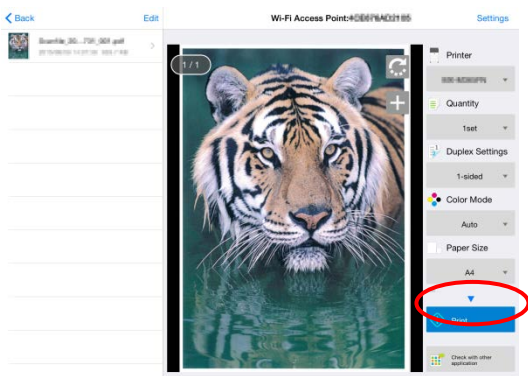 Back
Edit
Wi-Fi Access Point:
Settings
1/1
Printer
Quantity
1set
Duplex Settings
1-sided
Color Mode
Auto
Paper Size
A4
Print
Check with other
application